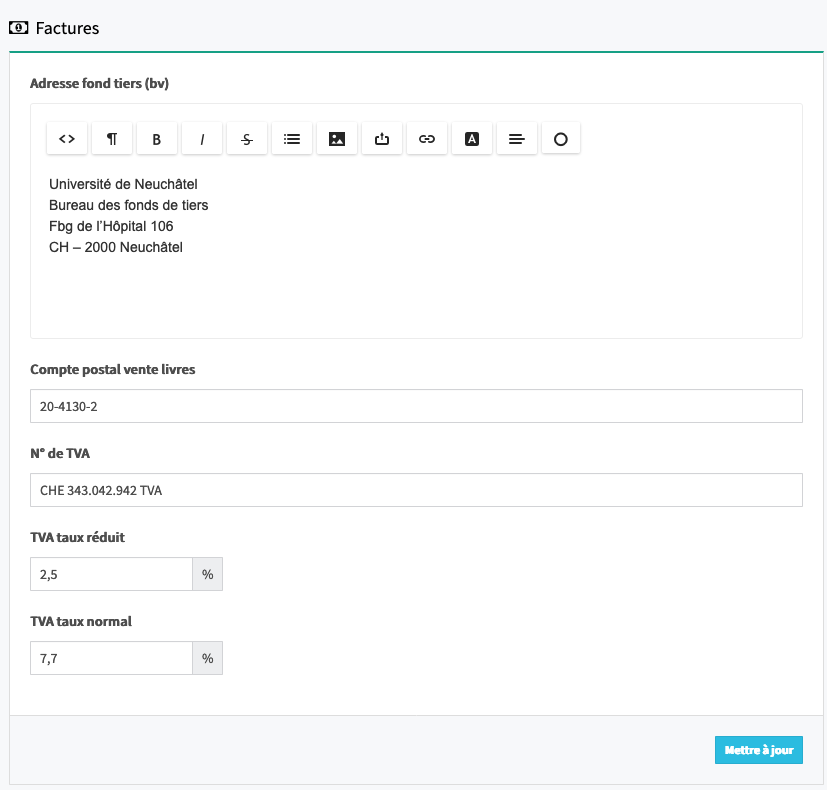 Factures
Adresse fond tiers (bv)
<> ¶ B I S A
Université de Neuchâtel
Bureau des fonds de tiers
Fbg de l'Hôpital 106
CH – 2000 Neuchâtel
Compte postal vente livres
20-4130-2
N° de TVA
CHE 343.042.942 TVA
TVA taux réduit
2,5 %
TVA taux normal
7,7 %
Mettre à jour